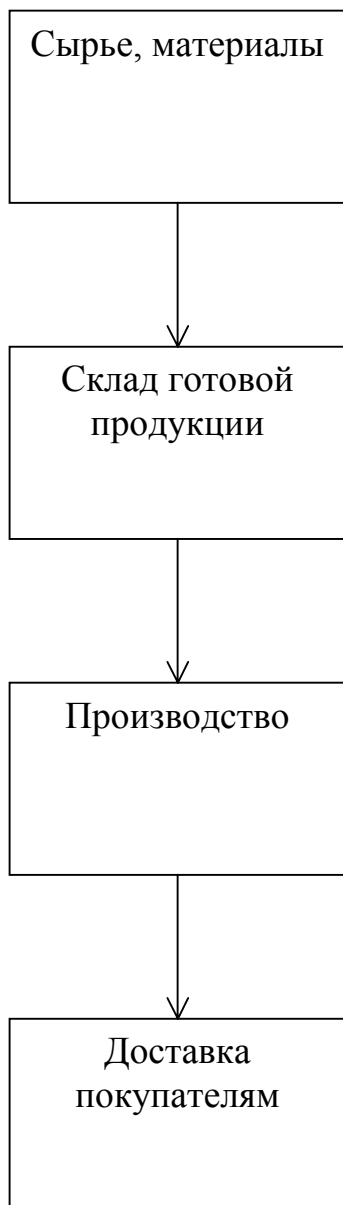 Сырье, материалы
Склад готовой
продукции
Производство
Доставка
покупателям